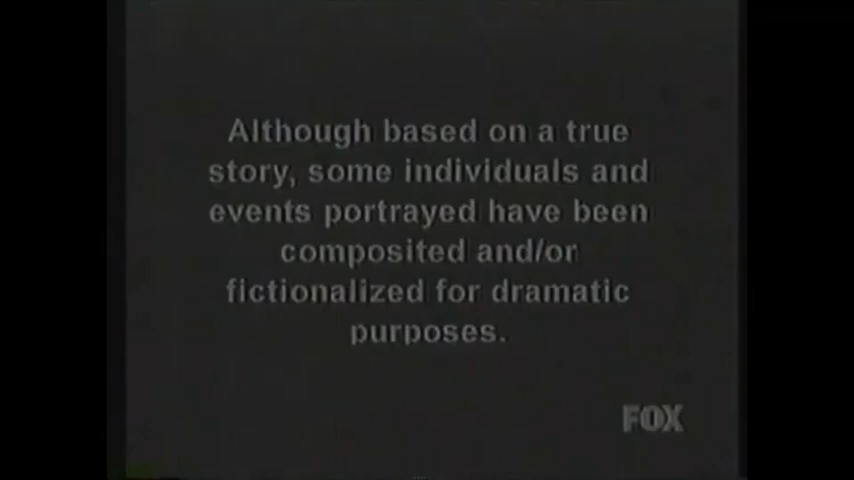 Although based on a true
story, some individuals and
events portrayed have been
composited and/or
fictionalized for dramatic
purposes.
FOX